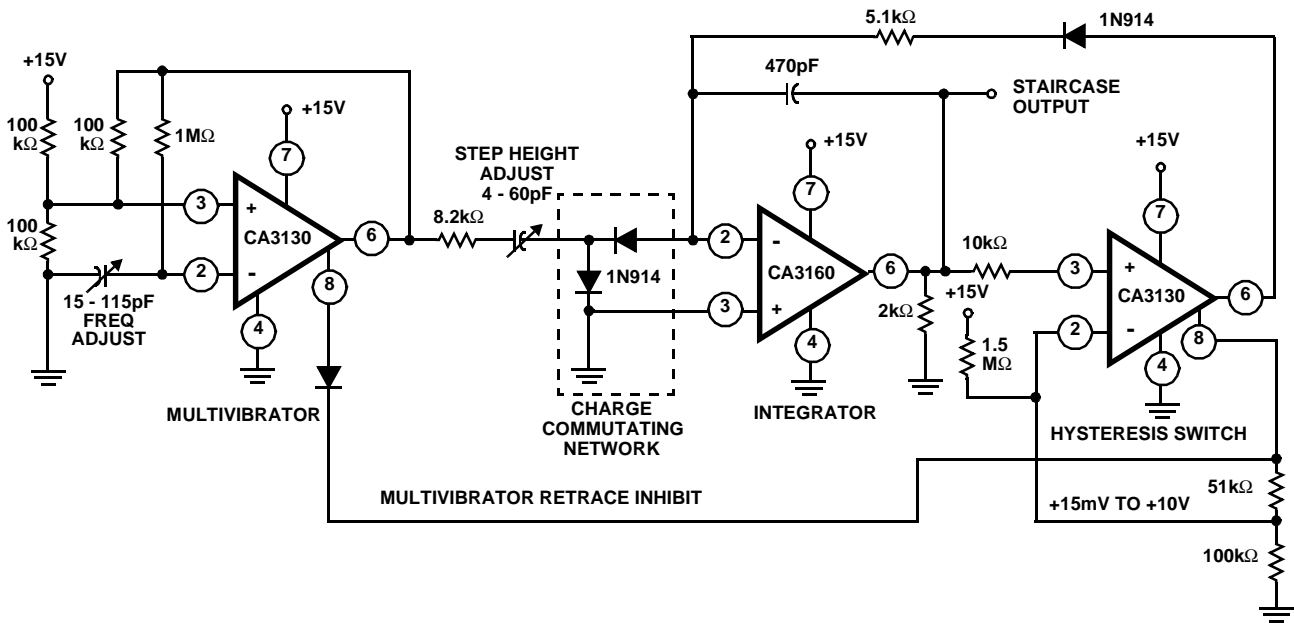 5.1kΩ
1N914
+15V
470pF
STAIRCASE
OUTPUT
+15V
100
kΩ
100
kΩ
1MΩ
7
STEP HEIGHT
ADJUST
4 - 60pF
+15V
+15V
7
7
3
+
CA3130
6
8.2kΩ
2
-
CA3160
6
10kΩ
3
+
CA3130
6
100
kΩ
2
-
8
1N914
3
+
2kΩ
+15V
2
-
8
15 - 115pF
FREQ
ADJUST
4
4
1.5
MΩ
4
MULTIVIBRATOR
CHARGE
COMMUTATING
NETWORK
INTEGRATOR
HYSTERESIS SWITCH
MULTIVIBRATOR RETRACE INHIBIT
+15mV TO +10V
51kΩ
100kΩ